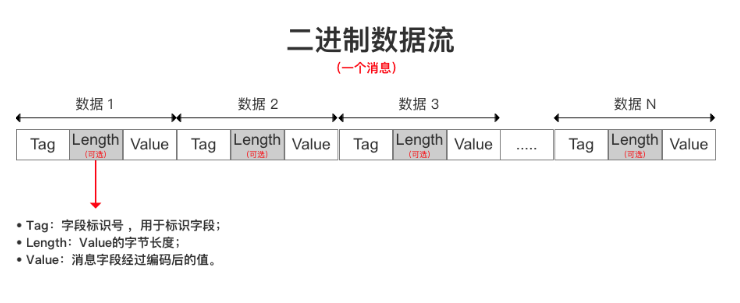 二进制数据流
(一个消息)
数据 1 数据 2 数据 3 数据 N
Tag Length Value Tag Length Value Tag Length Value ..... Tag Length Value
(可选) (可选) (可选) (可选)
• Tag：字段标识号 ，用于标识字段；
• Length：Value的字节长度；
• Value：消息字段经过编码后的值。